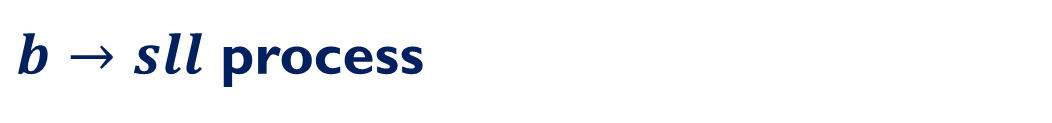 b → sll process